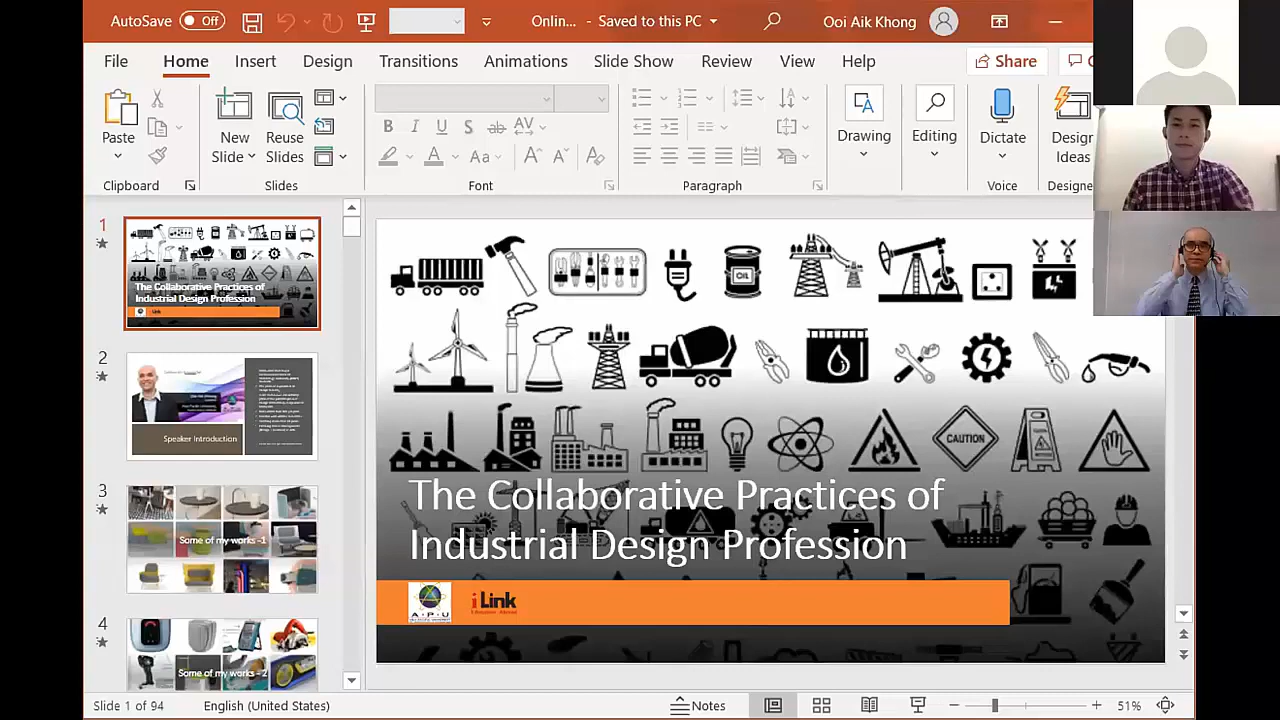 AutoSave Off Onlin... - Saved to this PC Ooi Aik Khong
File Home Insert Design Transitions Animations Slide Show Review View Help Share
Paste New Slide Reuse Slides B I U S ab AV Aa A A Drawing Editing Dictate Design Ideas
Clipboard Slides Font Paragraph Voice Designe
1
The Collaborative Practices of
Industrial Design Profession
2
Speaker Introduction
3
Some of my works -1
4
Some of my works - 2
OIL
CAUTION
The Collaborative Practices of
Industrial Design Profession
A.P.U
iLink
Slide 1 of 94 English (United States) Notes 51%